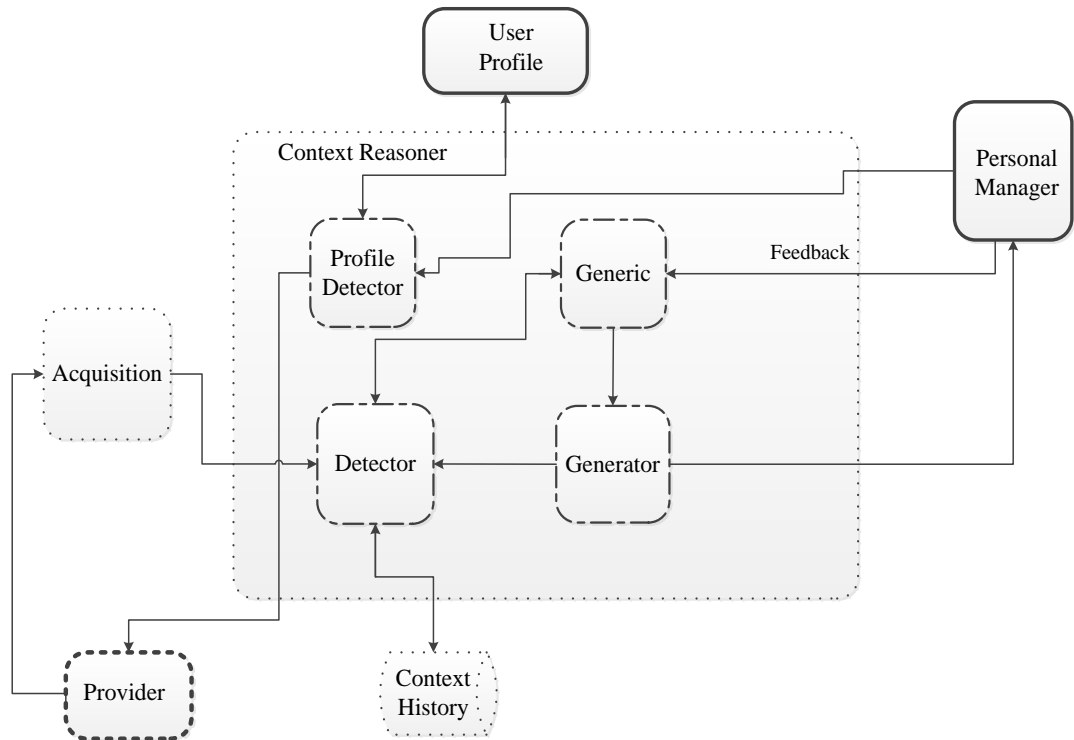 User
Profile
Context Reasoner
Personal
Manager
Profile
Detector
Generic
Feedback
Acquisition
Detector
Generator
Provider
Context
History